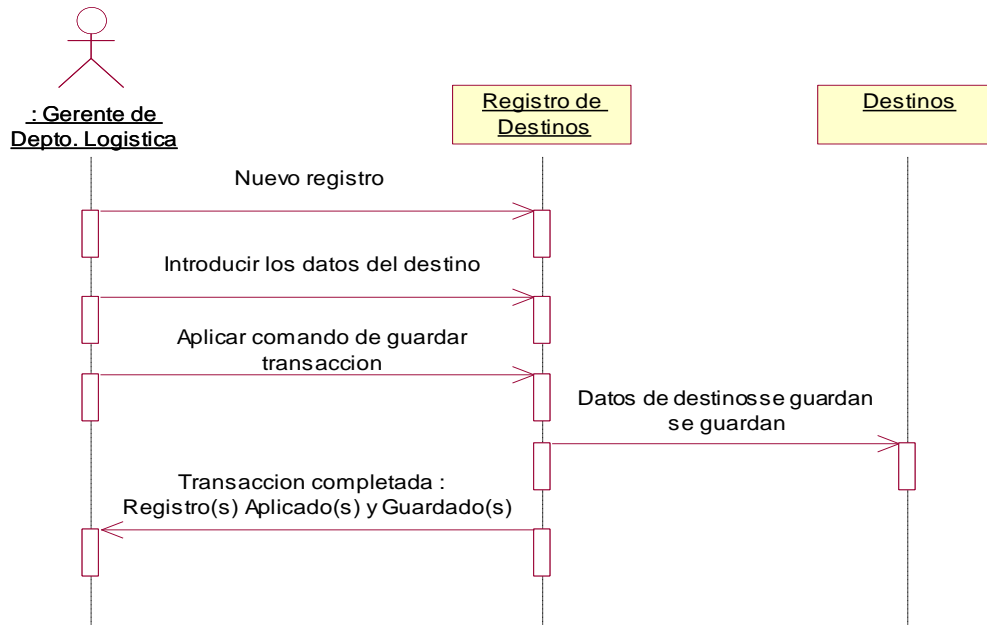 : Gerente de
Depto. Logistica
Registro de
Destinos
Destinos
Nuevo registro
Introducir los datos del destino
Aplicar comando de guardar
transaccion
Datos de destinosse guardan
se guardan
Transaccion completada :
Registro(s) Aplicado(s) y Guardado(s)